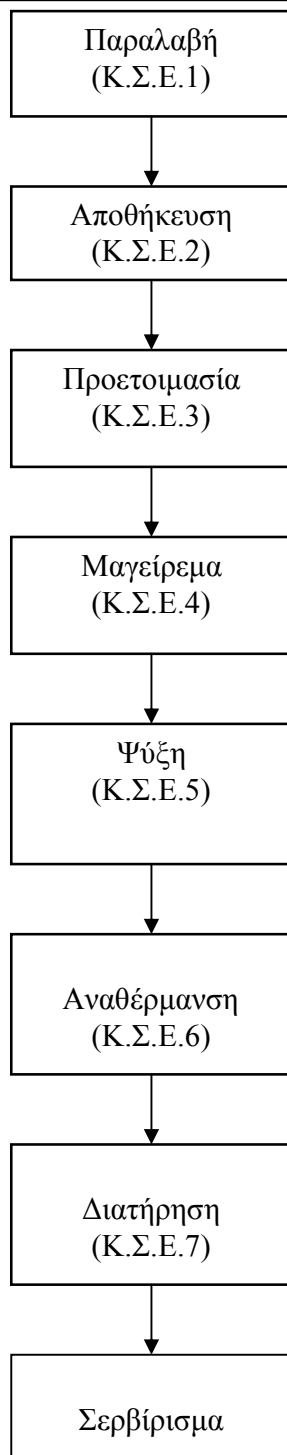 Παραλαβή
(Κ.Σ.Ε.1)
Αποθήκευση
(Κ.Σ.Ε.2)
Προετοιμασία
(Κ.Σ.Ε.3)
Μαγείρεμα
(Κ.Σ.Ε.4)
Ψύξη
(Κ.Σ.Ε.5)
Αναθέρμανση
(Κ.Σ.Ε.6)
Διατήρηση
(Κ.Σ.Ε.7)
Σερβίρισμα